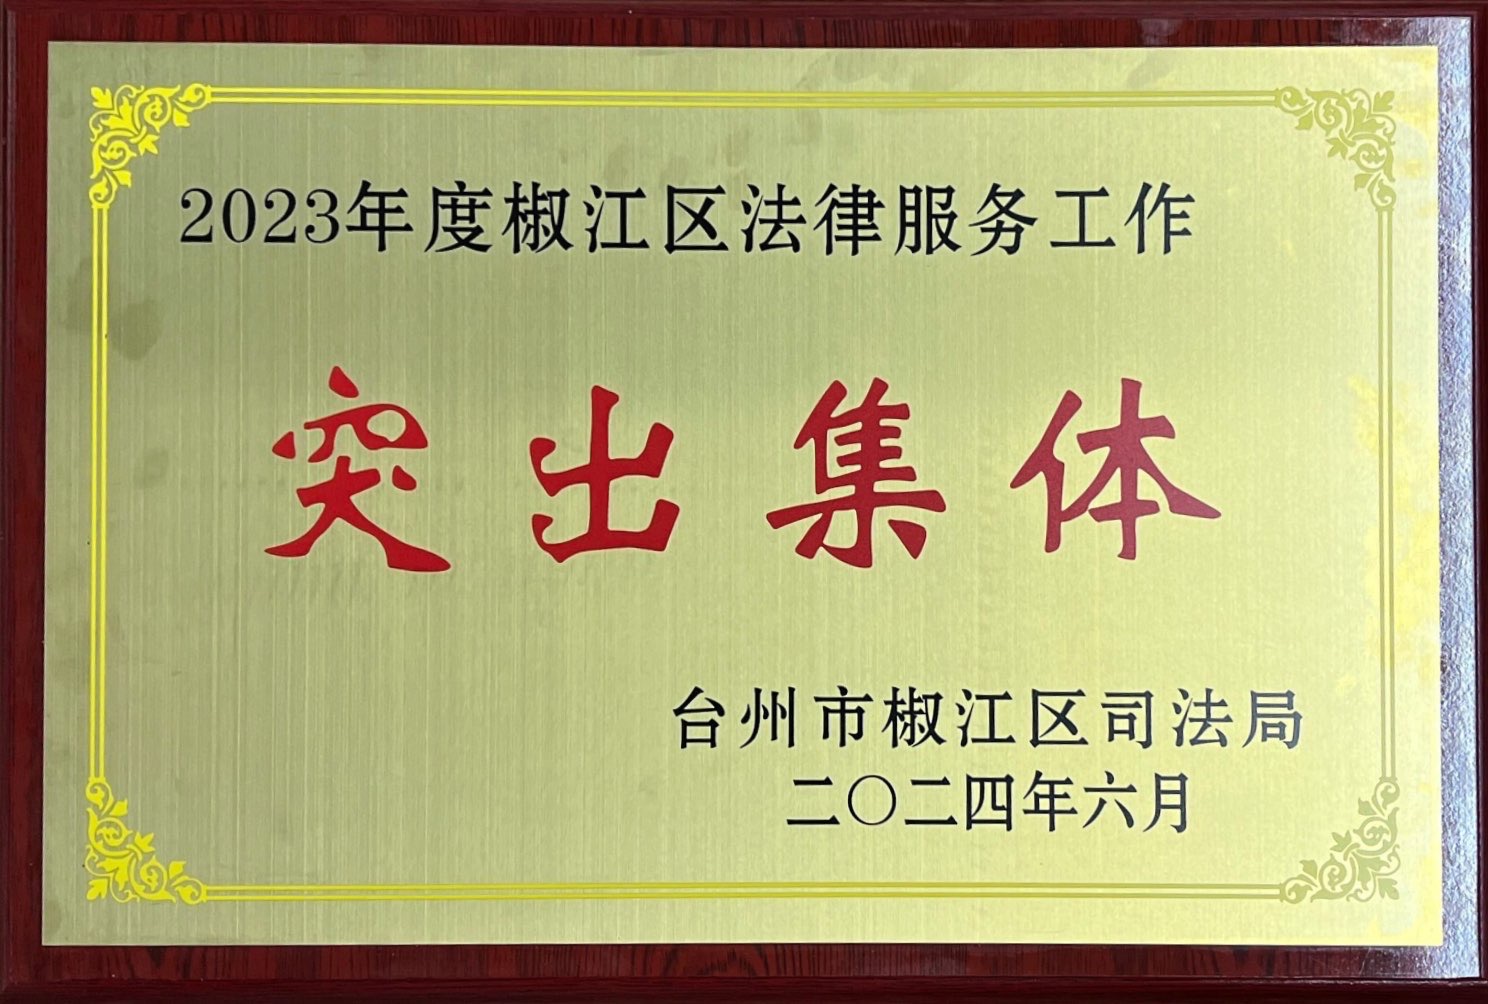 2023年度椒江区法律服务工作
突出集体
台州市椒江区司法局
二〇二四年六月